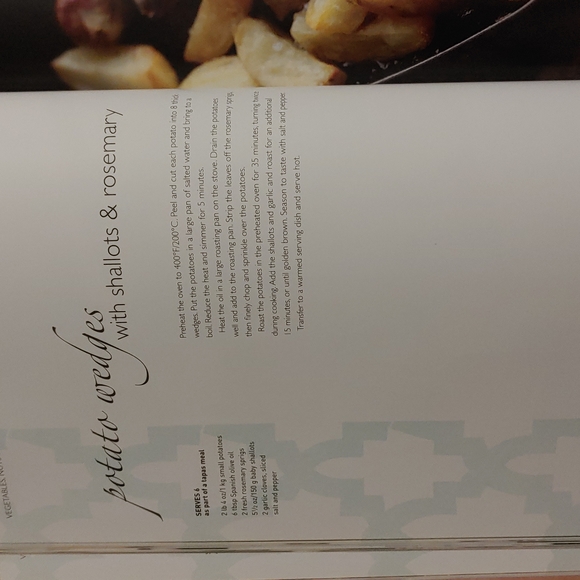 VEGETABLES
potato wedges
with shallots & rosemary
SERVES 6
as part of a tapas meal
2 lb 4 oz/1 kg small potatoes
6 tbsp Spanish olive oil
2 fresh rosemary sprigs
5½ oz/150 g baby shallots
2 garlic cloves, sliced
salt and pepper
Preheat the oven to 400°F/200°C. Peel and cut each potato into 8 thic
wedges. Put the potatoes in a large pan of salted water and bring to a
boil. Reduce the heat and simmer for 5 minutes.
Heat the oil in a large roasting pan on the stove. Drain the potatoes
well and add to the roasting pan. Strip the leaves off the rosemary sprigs,
then finely chop and sprinkle over the potatoes.
Roast the potatoes in the preheated oven for 35 minutes, turning twice
during cooking. Add the shallots and garlic and roast for an additional
15 minutes or until golden brown. Season to taste with salt and pepper.
Transfer to a warmed serving dish and serve hot.